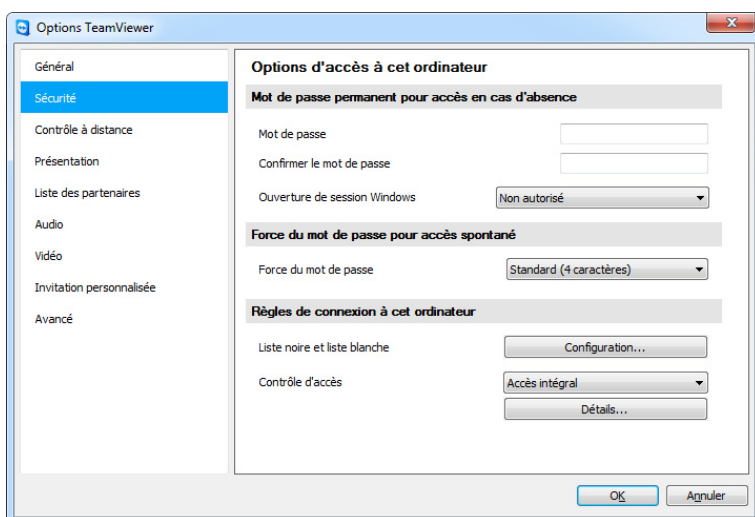 Options TeamViewer
Général
Sécurité
Contrôle à distance
Présentation
Liste des partenaires
Audio
Vidéo
Invitation personnalisée
Avancé
Options d'accès à cet ordinateur
Mot de passe permanent pour accès en cas d'absence
Mot de passe
Confirmer le mot de passe
Ouverture de session Windows Non autorisé
Force du mot de passe pour accès spontané
Force du mot de passe Standard (4 caractères)
Règles de connexion à cet ordinateur
Liste noire et liste blanche Configuration...
Contrôle d'accès Accès intégral
Détails...
OK Annuler